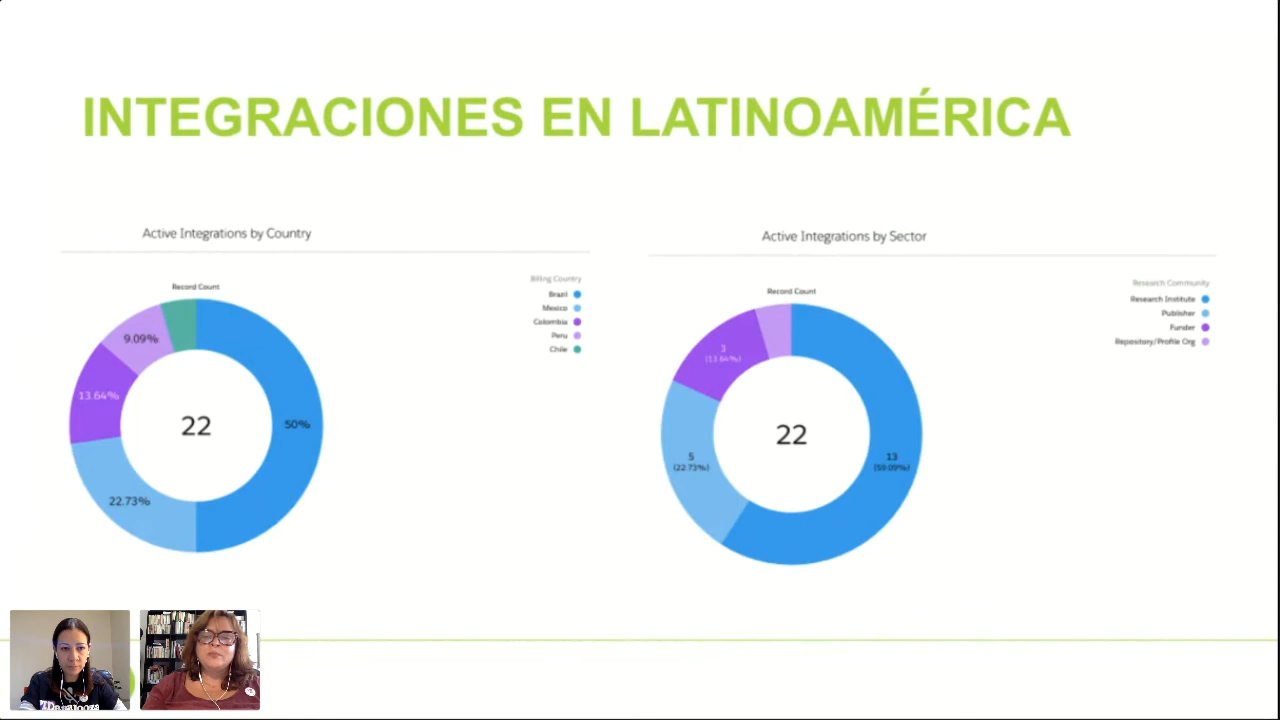 INTEGRACIONES EN LATINOAMÉRICA
Active Integrations by Country
Record Count
9.09%
13.64%
22
50%
22.73%
Billing Country
Brazil
Mexico
Colombia
Peru
Chile
Active Integrations by Sector
Record Count
3
(13.64%)
22
5
(22.73%)
13
(59.09%)
Research Community
Research Institute
Publisher
Funder
Repository/Profile Org